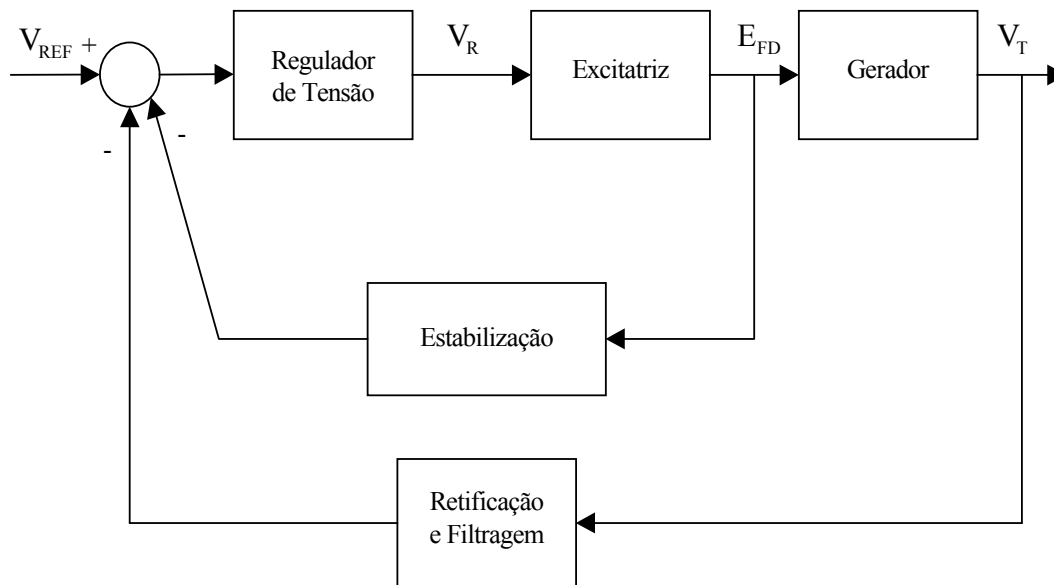 V_REF +
Regulador
de Tensão
V_R
Excitatriz
E_FD
Gerador
V_T
-
-
Estabilização
Retificação
e Filtragem